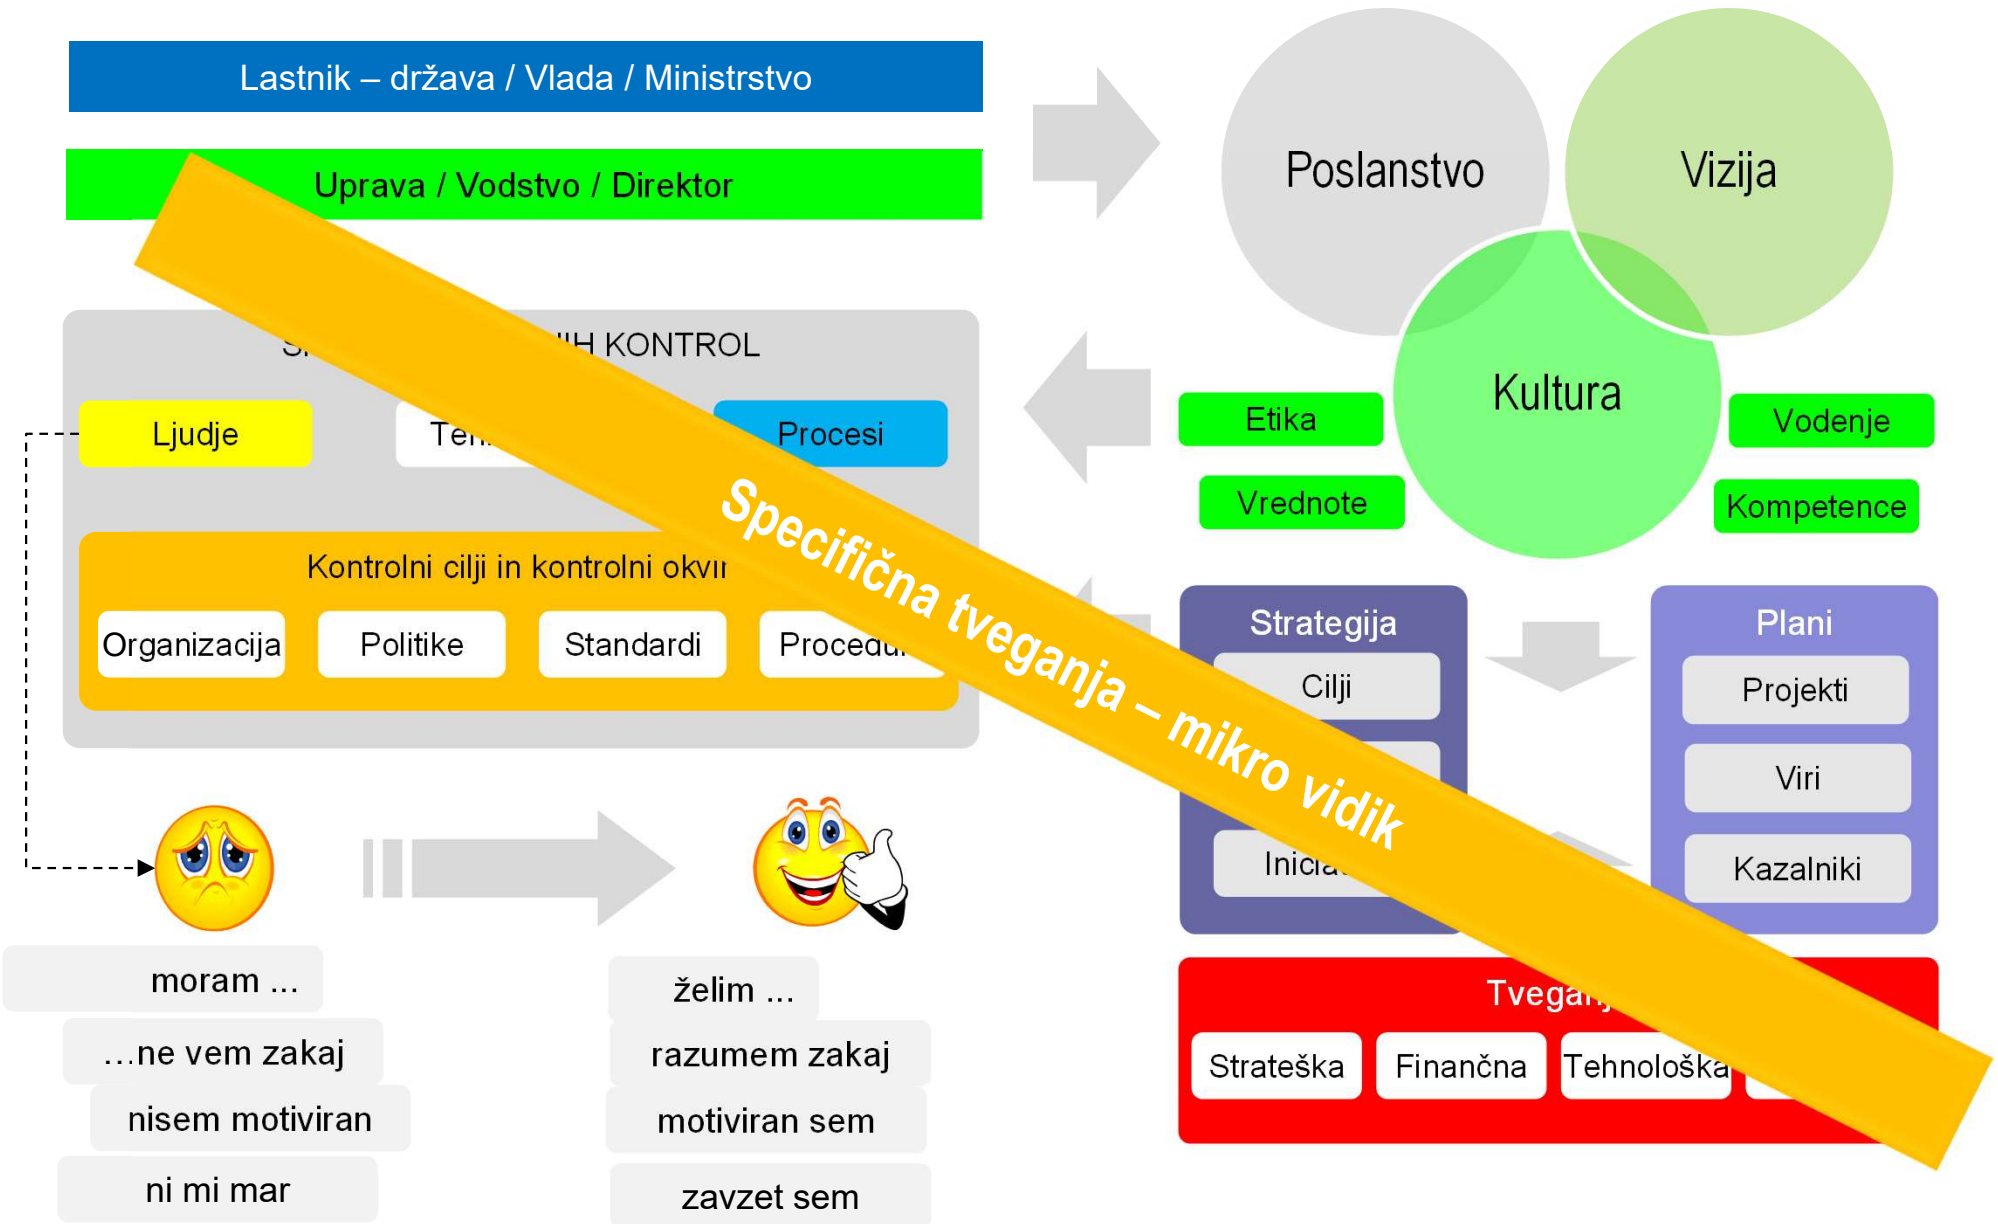 Lastnik – država / Vlada / Ministrstvo
Uprava / Vodstvo / Direktor
KONTROL
Ljudje
Procesi
Kontrolni cilji in kontrolni
Organizacija
Politike
Standardi
moram ...
...ne vem zakaj
nisem motiviran
ni mi mar
želim ...
razumem zakaj
motiviran sem
zavzet sem
Specifična tveganja – mikro vidik
Poslanstvo
Vizija
Kultura
Etika
Vodenje
Vrednote
Kompetence
Strategija
Cilji
Plani
Projekti
Viri
Kazalniki
Strateška
Finančna
Tehnološka